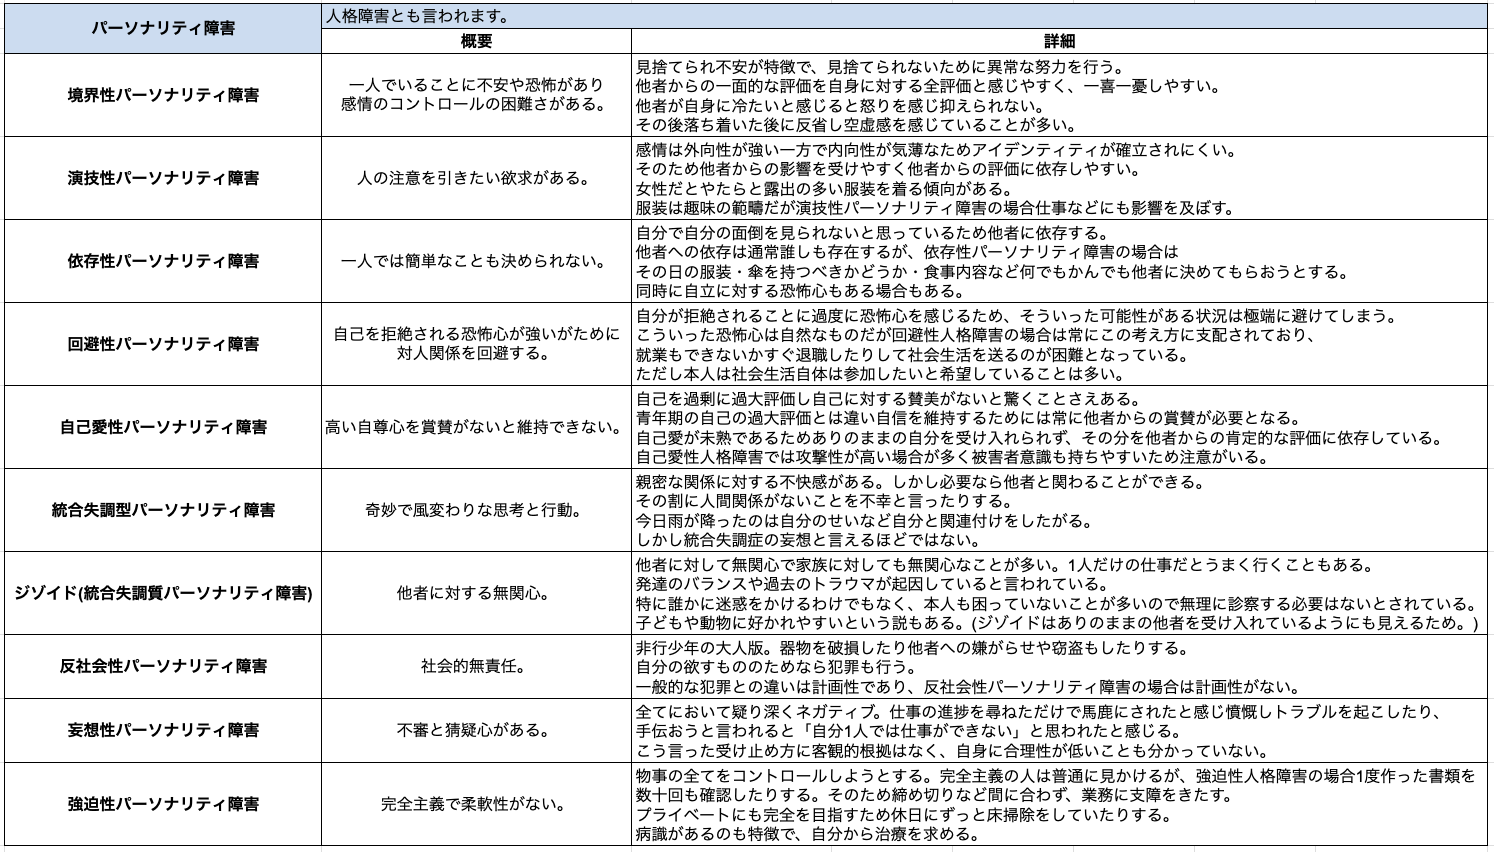 パーソナリティ障害
人格障害とも言われます。
概要
詳細
境界性パーソナリティ障害
一人でいることに不安や恐怖があり
感情のコントロールの困難さがある。
見捨てられ不安が特徴で、見捨てられないために異常な努力を行う。
他者からの一面的な評価を自身に対する全評価と感じやすく、一喜一憂しやすい。
他者が自身に冷たいと感じると怒りを感じ抑えられない。
その後落ち着いた後に反省し空虚感を感じていることが多い。
演技性パーソナリティ障害
人の注意を引きたい欲求がある。
感情は外向性が強い一方で内向性が気薄なためアイデンティティが確立されにくい。
そのため他者からの影響を受けやすく他者からの評価に依存しやすい。
女性だとやたらと露出の多い服装を着る傾向がある。
服装は趣味の範疇だが演技性パーソナリティ障害の場合仕事などにも影響を及ぼす。
依存性パーソナリティ障害
一人では簡単なことも決められない。
自分で自分の面倒を見られないと思っているため他者に依存する。
他者への依存は通常誰しも存在するが、依存性パーソナリティ障害の場合は
その日の服装・傘を持つべきかどうか・食事内容など何でもかんでも他者に決めてもらおうとする。
同時に自立に対する恐怖心もある場合もある。
回避性パーソナリティ障害
自己を拒絶される恐怖心が強いがために
対人関係を回避する。
自分が拒絶されることに過度に恐怖心を感じるため、そういった可能性がある状況は極端に避けてしまう。
こういった恐怖心は自然なものだが回避性人格障害の場合は常にこの考え方に支配されており、
就業もできないかすぐ退職したりして社会生活を送るのが困難となっている。
ただし本人は社会生活自体は参加したいと希望していることは多い。
自己愛性パーソナリティ障害
高い自尊心を賞賛がないと維持できない。
自己を過剰に過大評価し自己に対する賛美がないと驚くことさえある。
青年期の自己の過大評価とは違い自信を維持するためには常に他者からの賞賛が必要となる。
自己愛が未熟であるためありのままの自分を受け入れられず、その分を他者からの肯定的な評価に依存している。
自己愛性人格障害では攻撃性が高い場合が多く被害者意識も持ちやすいため注意がいる。
統合失調型パーソナリティ障害
奇妙で風変わりな思考と行動。
親密な関係に対する不快感がある。しかし必要なら他者と関わることができる。
その割に人間関係がないことを不幸と言ったりする。
今日雨が降ったのは自分のせいなど自分と関連付けをしたがる。
しかし統合失調症の妄想と言えるほどではない。
ジゾイド(統合失調質パーソナリティ障害)
他者に対する無関心。
他者に対して無関心で家族に対しても無関心なことが多い。1人だけの仕事だとうまく行くこともある。
発達のバランスや過去のトラウマが起因していると言われている。
特に誰かに迷惑をかけるわけでもなく、本人も困っていないことが多いので無理に診察する必要はないとされている。
子どもや動物に好かれやすいという説もある。(ジゾイドはありのままの他者を受け入れているようにも見えるため。)
反社会性パーソナリティ障害
社会的無責任。
非行少年の大人版。器物を破損したり他者への嫌がらせや窃盗もしたりする。
自分の欲すもののためなら犯罪も行う。
一般的な犯罪との違いは計画性であり、反社会性パーソナリティ障害の場合は計画性がない。
妄想性パーソナリティ障害
不審と猜疑心がある。
全てにおいて疑り深くネガティブ。仕事の進捗を尋ねただけで馬鹿にされたと感じ憤慨しトラブルを起こしたり、
手伝おうと言われると「自分1人では仕事ができない」と思われたと感じる。
こう言った受け止め方に客観的根拠はなく、自身に合理性が低いことも分かっていない。
強迫性パーソナリティ障害
完全主義で柔軟性がない。
物事の全てをコントロールしようとする。完全主義の人は普通に見かけるが、強迫性人格障害の場合1度作った書類を
数十回も確認したりする。そのため締め切りなど間に合わず、業務に支障をきたす。
プライベートにも完全を目指すため休日にずっと床掃除をしていたりする。
病識があるのも特徴で、自分から治療を求める。